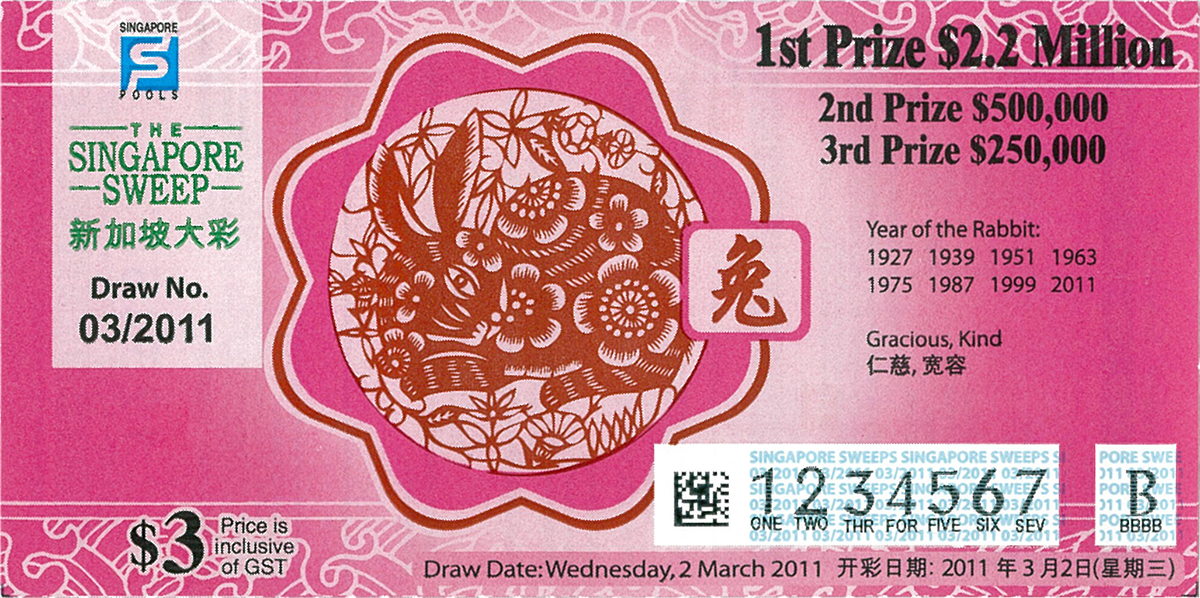 SINGAPORE
POOLS
THE
SINGAPORE
SWEEP
新加坡大彩
Draw No.
03/2011
1st Prize $2.2 Million
2nd Prize $500,000
3rd Prize $250,000
兔
Year of the Rabbit:
1927 1939 1951 1963
1975 1987 1999 2011
Gracious, Kind
仁慈, 宽容
SINGAPORE SWEEPS SINGAPORE SWEEPS SI
1234567 B
ONE TWO THR FOR FIVE SIX SEV BBBB
$3 Price is
inclusive
of GST
Draw Date: Wednesday, 2 March 2011 开彩日期: 2011 年 3 月 2日(星期三)